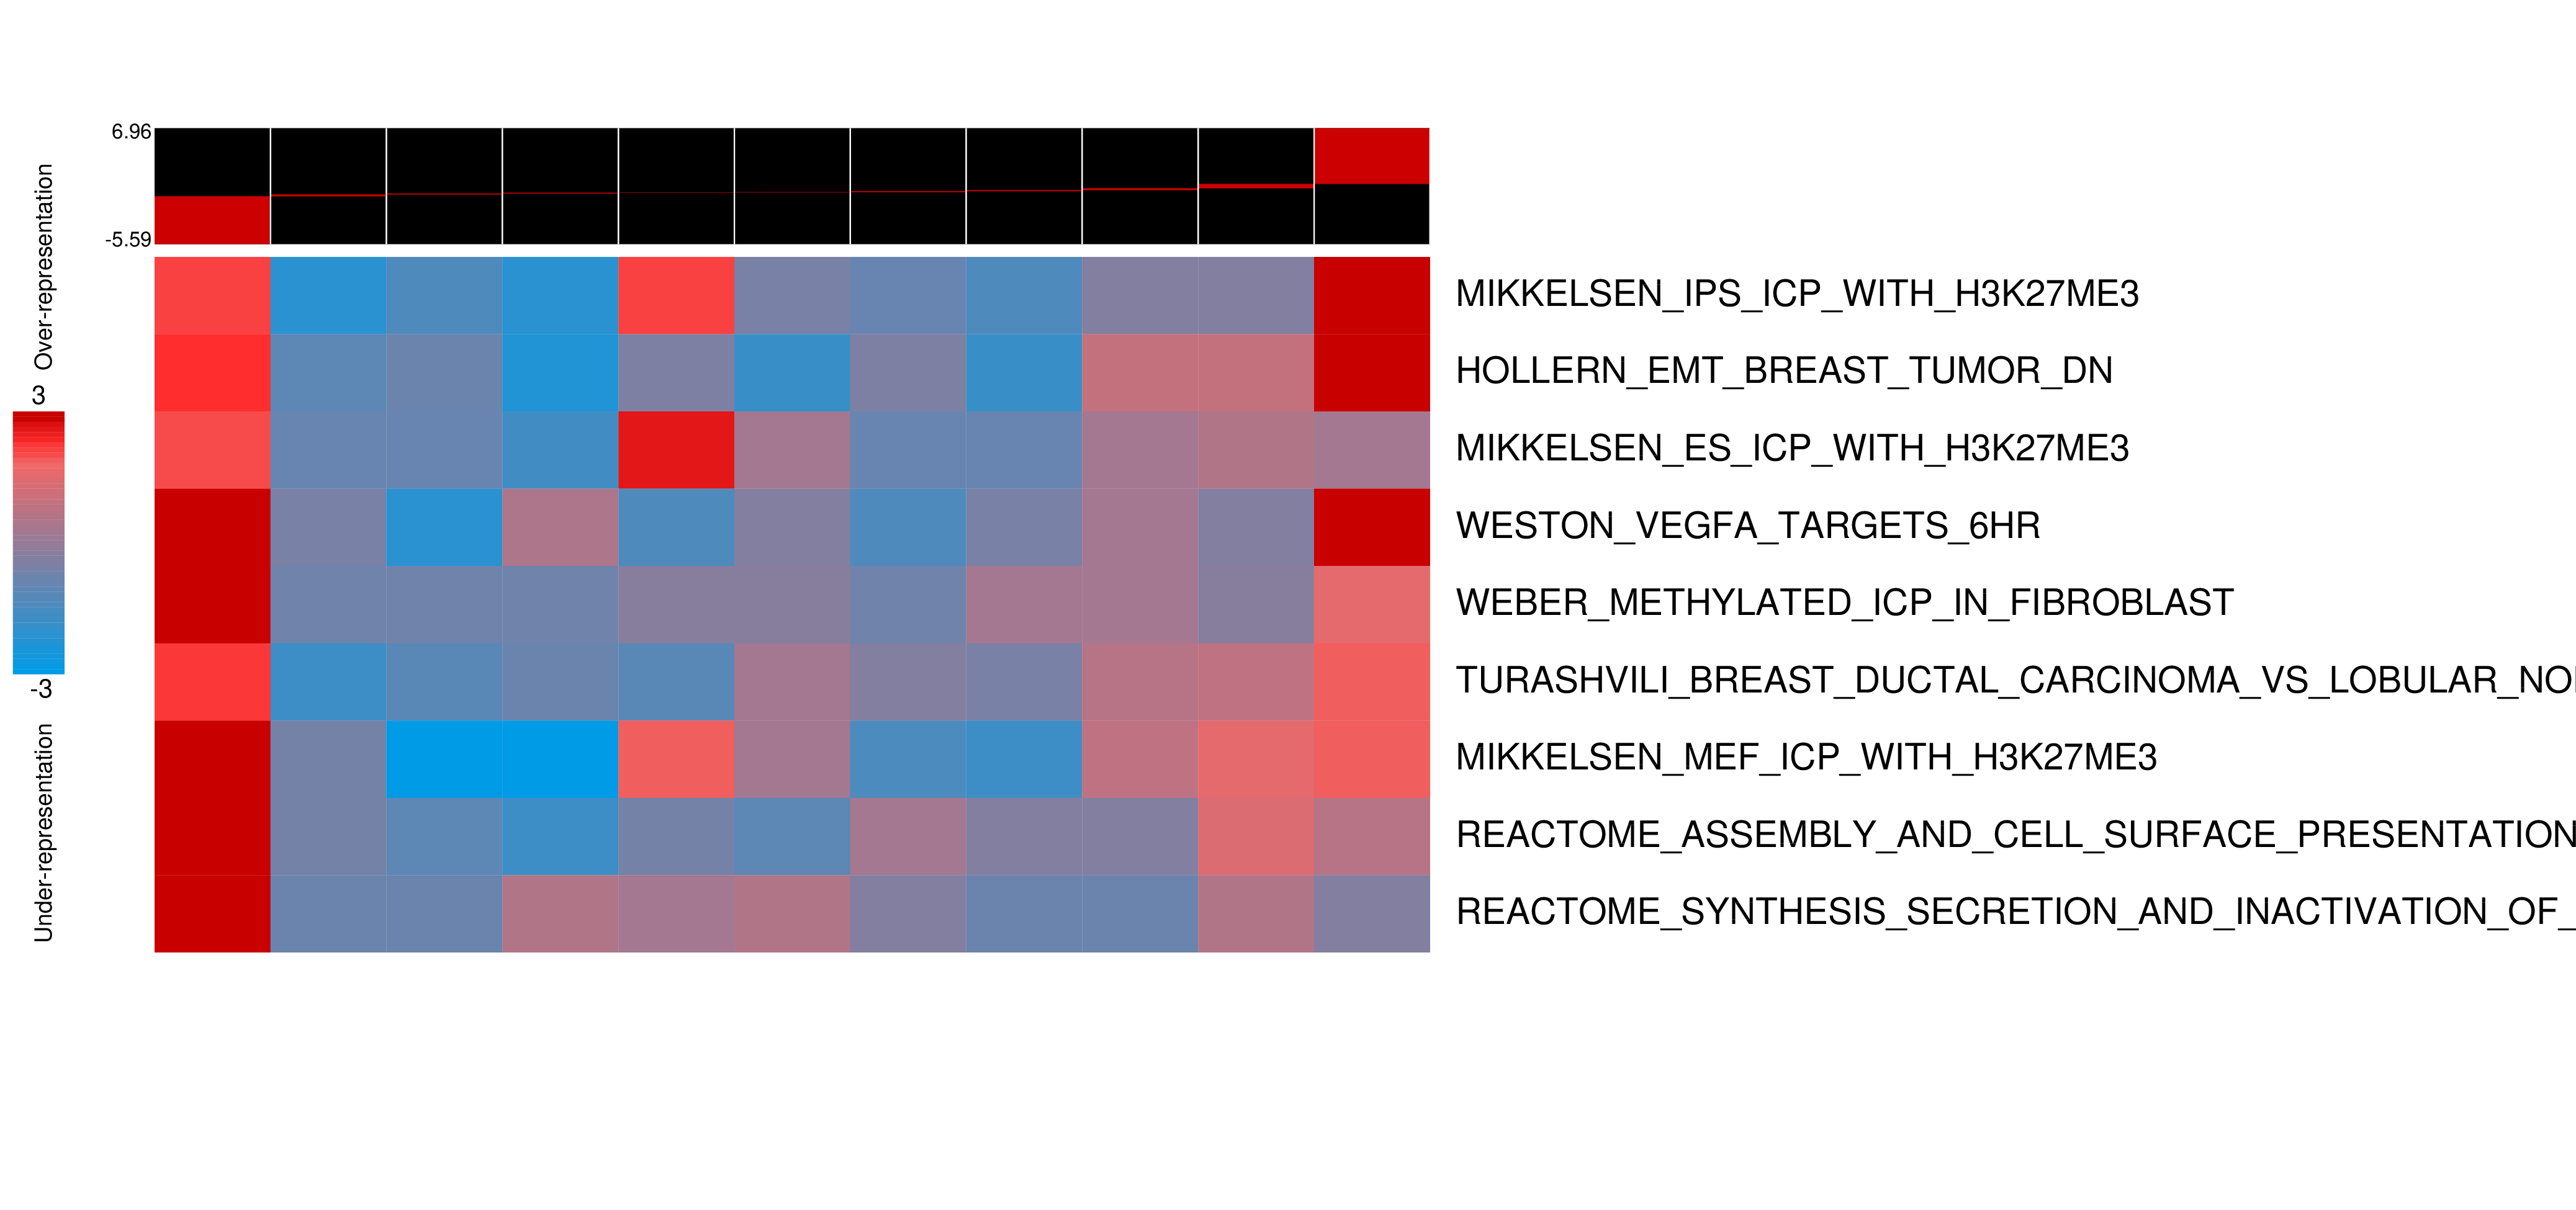 6.96
-5.59
Over-representation
3
-3
Under-representation
MIKKELSEN_IPS_ICP_WITH_H3K27ME3
HOLLERN_EMT_BREAST_TUMOR_DN
MIKKELSEN_ES_ICP_WITH_H3K27ME3
WESTON_VEGFA_TARGETS_6HR
WEBER_METHYLATED_ICP_IN_FIBROBLAST
TURASHVILI_BREAST_DUCTAL_CARCINOMA_VS_LOBULAR_NO
MIKKELSEN_MEF_ICP_WITH_H3K27ME3
REACTOME_ASSEMBLY_AND_CELL_SURFACE_PRESENTATION
REACTOME_SYNTHESIS_SECRETION_AND_INACTIVATION_OF_